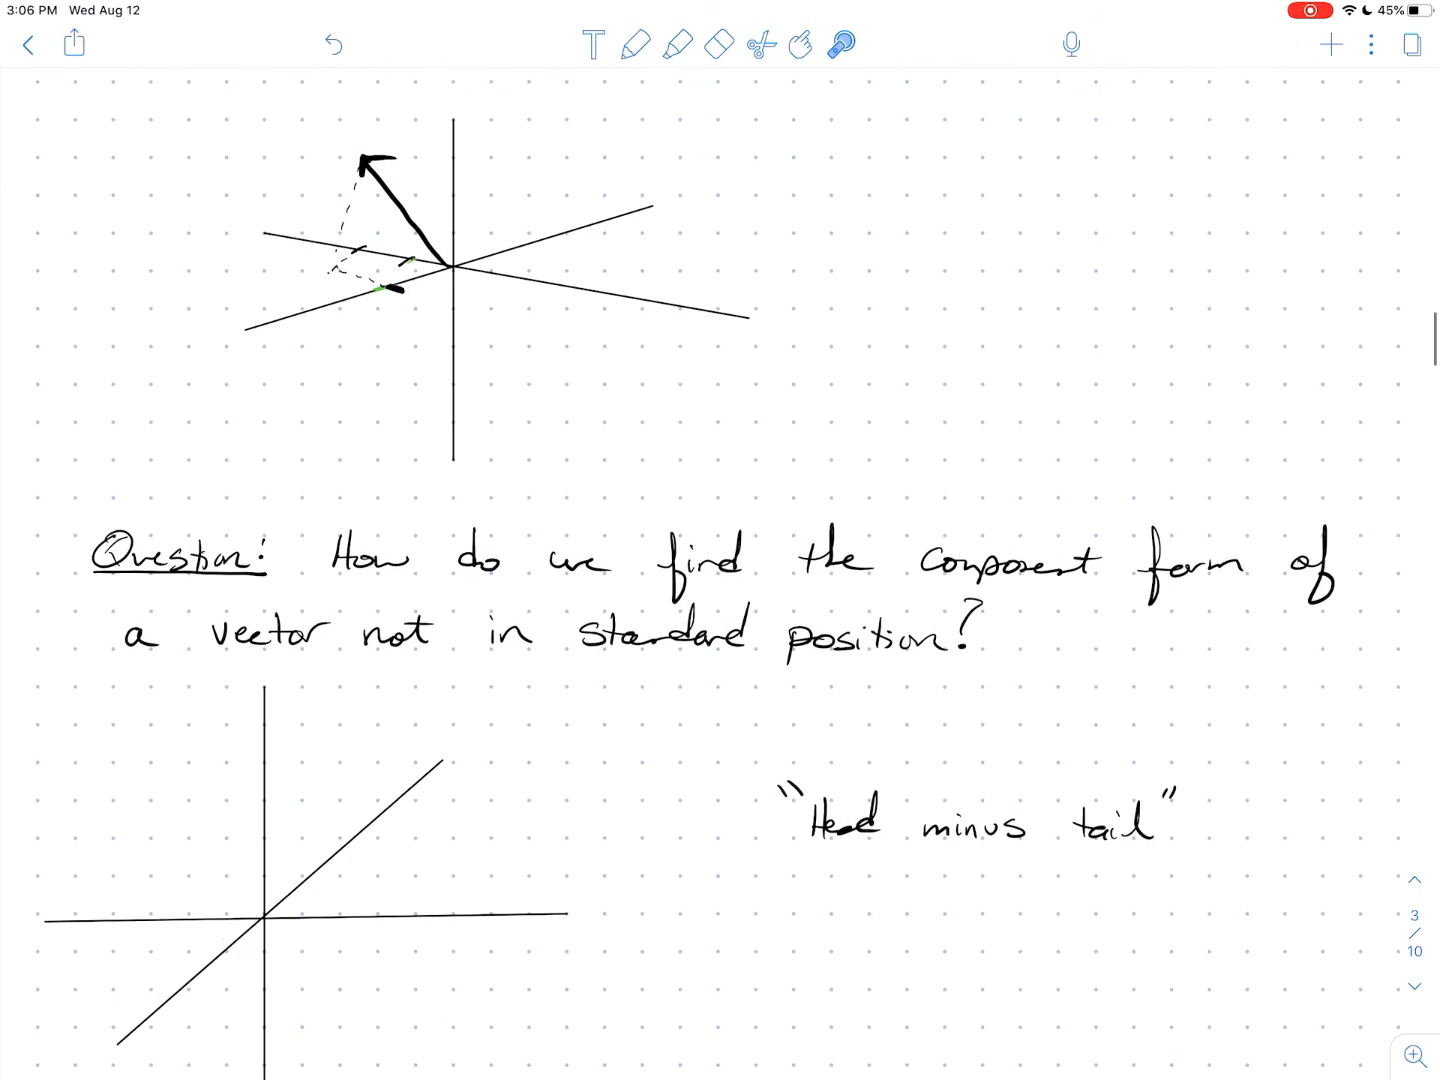 3:06 PM Wed Aug 12
45%
T
Question: How do we find the component form of
a vector not in standard position?
"Head minus tail"
3
/
10